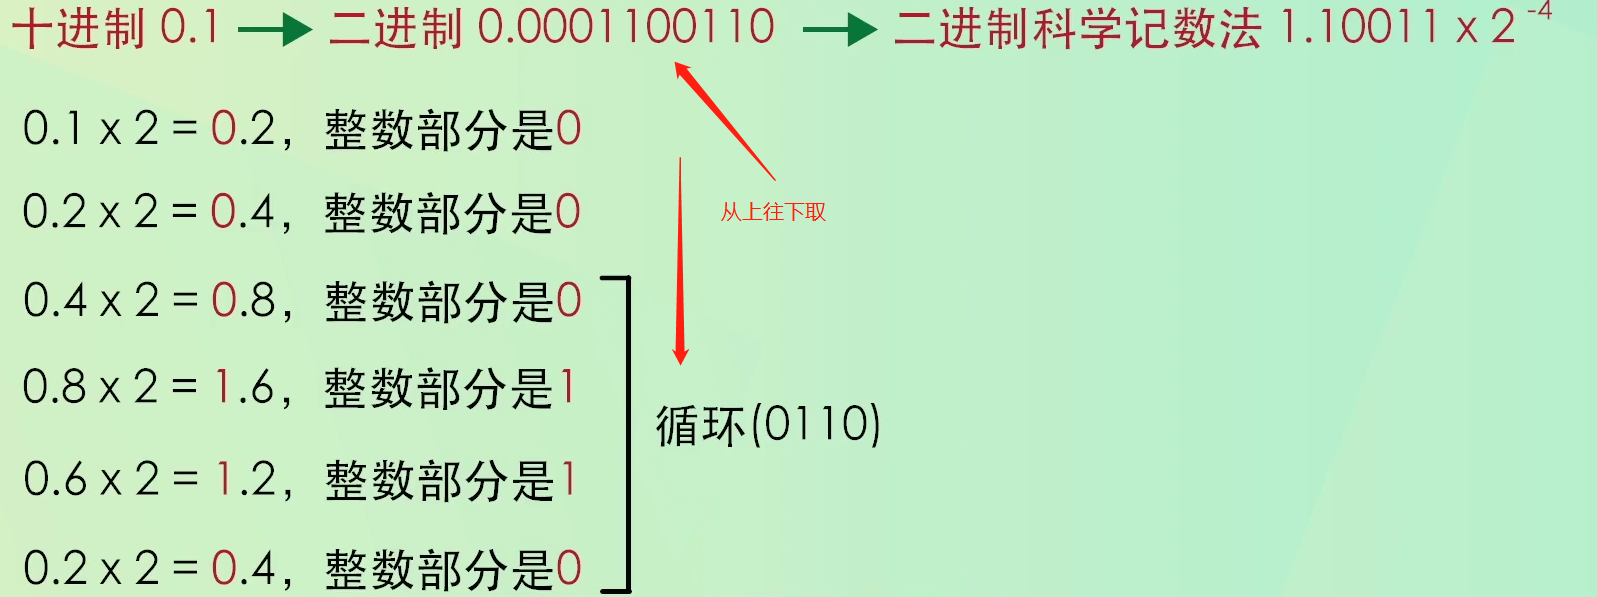 十进制 0.1 → 二进制 0.0001100110 → 二进制科学记数法 1.10011 x 2 -4
0.1 x 2 = 0.2，整数部分是0
0.2 x 2 = 0.4，整数部分是0
从上往下取
0.4 x 2 = 0.8，整数部分是0
0.8 x 2 = 1.6，整数部分是1
循环(0110)
0.6 x 2 = 1.2，整数部分是1
0.2 x 2 = 0.4，整数部分是0